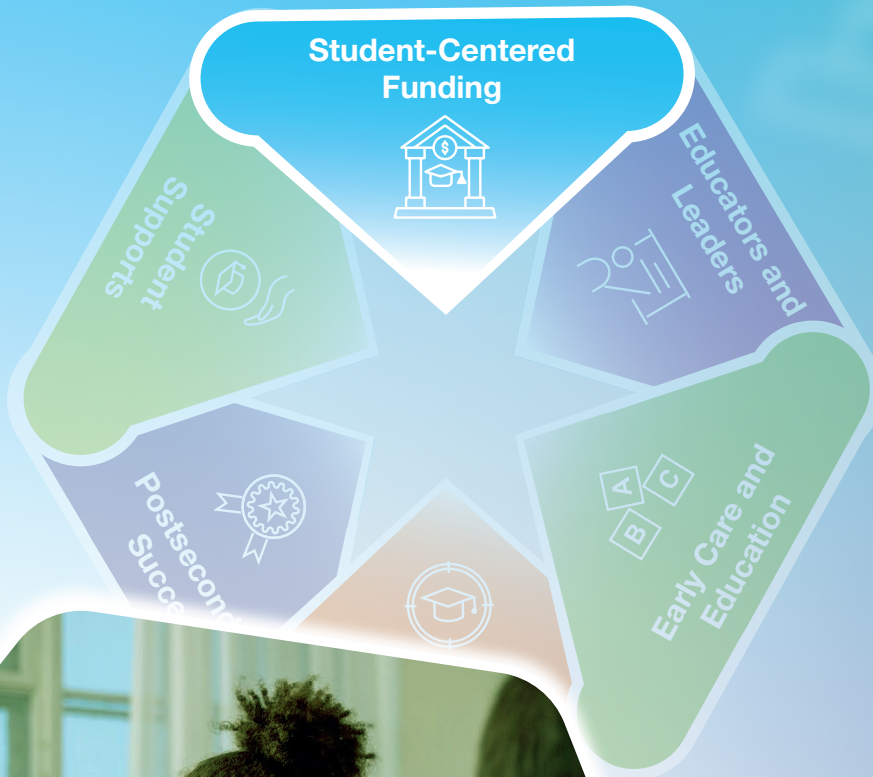 Student-Centered
Funding
$
Educators and
Leaders
Student
Supports
A
C
B
Early Care and
Education